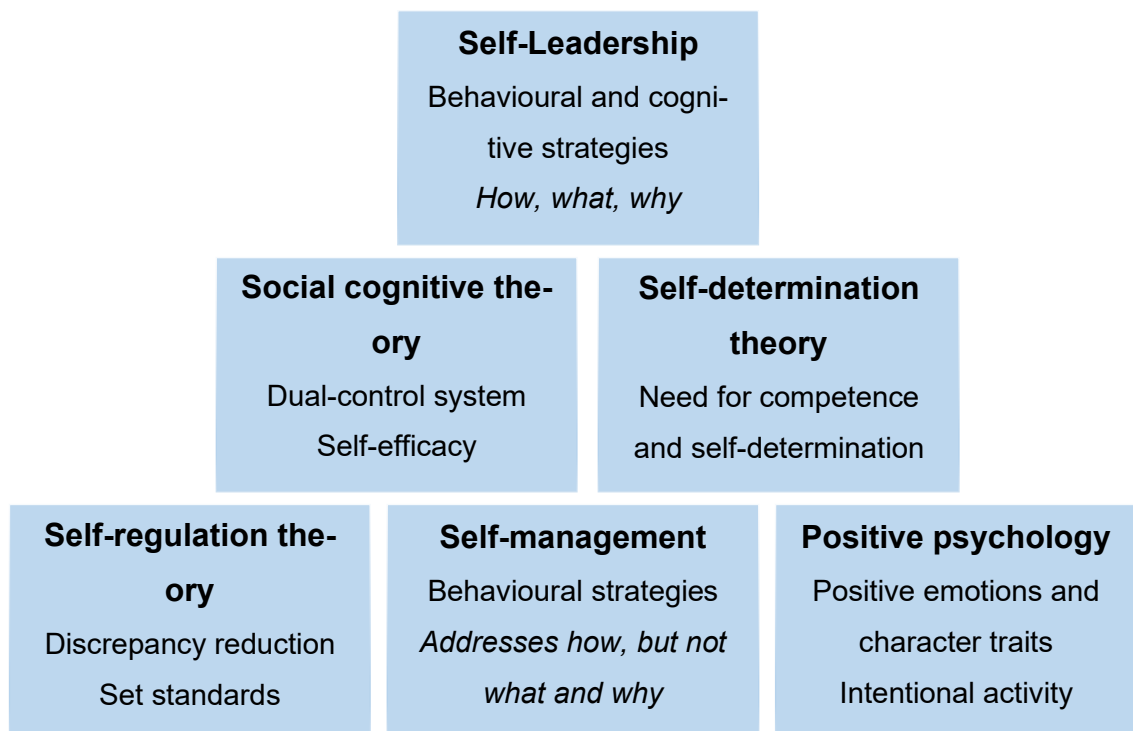 Self-Leadership
Behavioural and cogni-
tive strategies
How, what, why
Social cognitive the-
ory
Dual-control system
Self-efficacy
Self-determination
theory
Need for competence
and self-determination
Self-regulation the-
ory
Discrepancy reduction
Set standards
Self-management
Behavioural strategies
Addresses how, but not
what and why
Positive psychology
Positive emotions and
character traits
Intentional activity